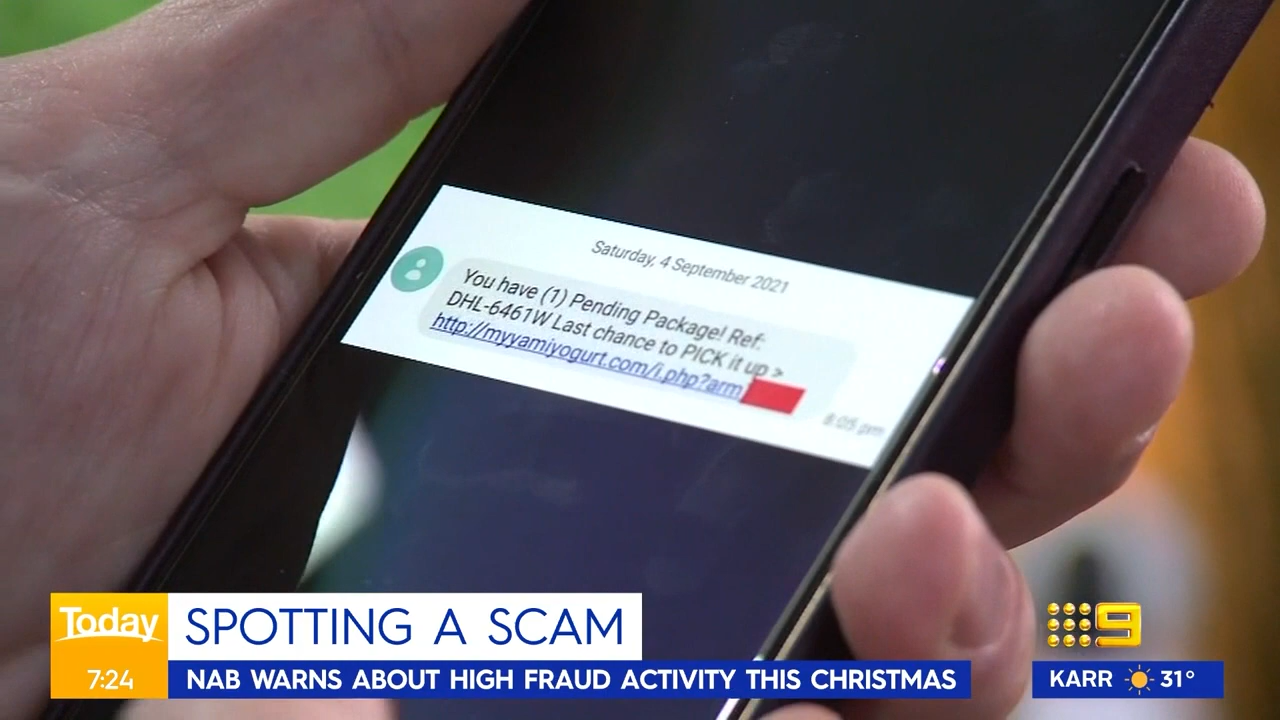 Saturday, 4 September 2021
You have (1) Pending Package! Ref:
DHL-6461W Last chance to PICK it up >
http://myyamiyogurt.com/i.php?arm
6:05 pm
Today
7:24
SPOTTING A SCAM
NAB WARNS ABOUT HIGH FRAUD ACTIVITY THIS CHRISTMAS
9
KARR 31°